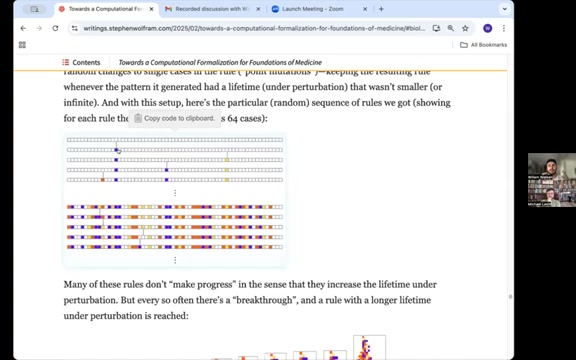 Towards a Computational Formal
Recorded discussion with W
Launch Meeting - Zoom
writings.stephenwolfram.com/2025/02/towards-a-computational-formalization-for-foundations-of-medicine/#biol
All Bookmarks
Contents
Towards a Computational Formalization for Foundations of Medicine
random changes to single cases in the rule ("point mutations")—keeping the resulting rule
whenever the pattern it generated had a lifetime (under perturbation) that wasn't smaller (or
infinite). And with this setup, here's the particular (random) sequence of rules we got (showing
for each rule the
Copy code to clipboard.
s 64 cases):
Many of these rules don't "make progress" in the sense that they increase the lifetime under
perturbation. But every so often there's a "breakthrough", and a rule with a longer lifetime
under perturbation is reached: